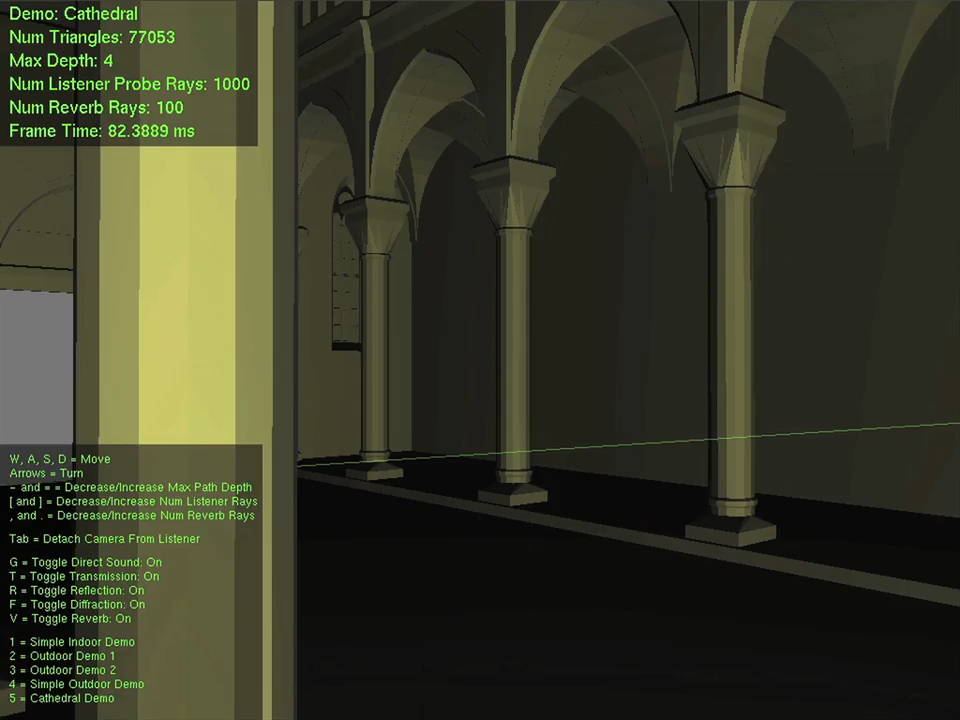 Demo: Cathedral
Num Triangles: 77053
Max Depth: 4
Num Listener Probe Rays: 1000
Num Reverb Rays: 100
Frame Time: 82.3889 ms
W, A, S, D = Move
Arrows = Turn
- and = = Decrease/Increase Max Path Depth
[ and ] = Decrease/Increase Num Listener Rays
, and . = Decrease/Increase Num Reverb Rays
Tab = Detach Camera From Listener
G = Toggle Direct Sound: On
T = Toggle Transmission: On
R = Toggle Reflection: On
F = Toggle Diffraction: On
V = Toggle Reverb: On
1 = Simple Indoor Demo
2 = Outdoor Demo 1
3 = Outdoor Demo 2
4 = Simple Outdoor Demo
5 = Cathedral Demo